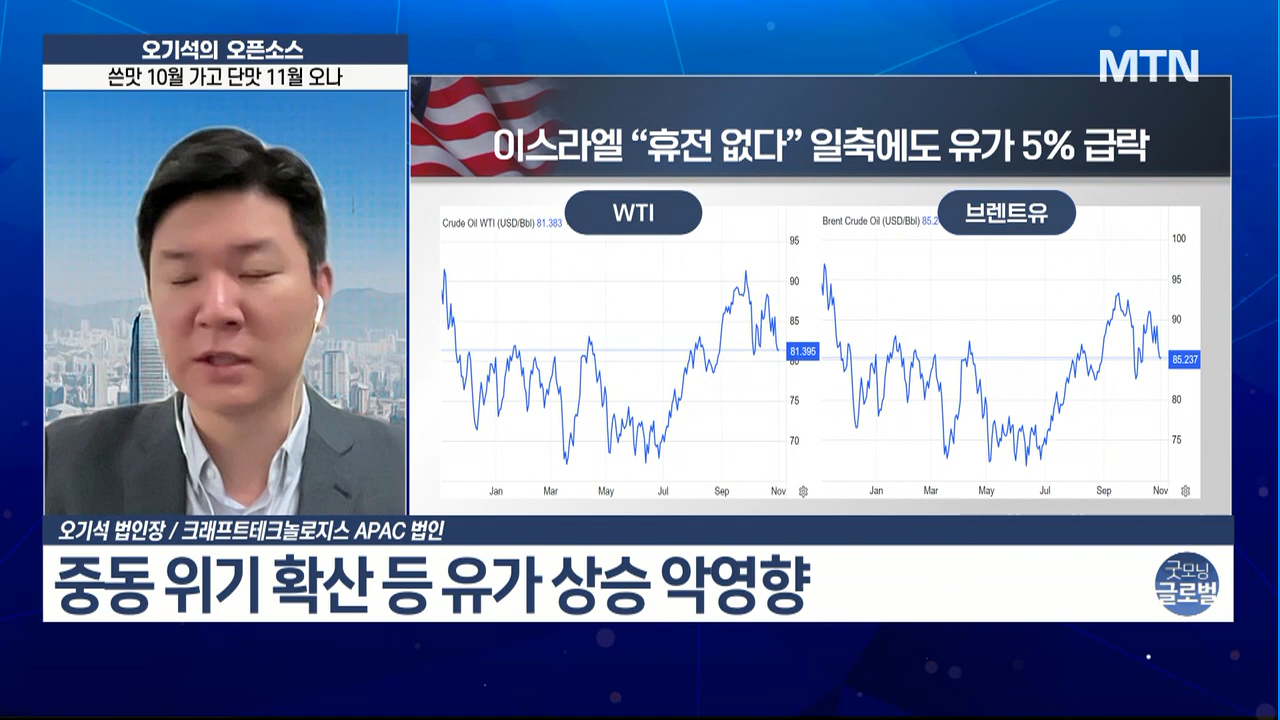 오기석의 오픈소스
쓴맛 10월 가고 단맛 11월 오나
MTN
이스라엘 “휴전 없다” 일축에도 유가 5% 급락
WTI
Crude Oil WTI (USD/Bbl) 81.383
95
90
85
81.395
80
75
70
Jan Mar May Jul Sep Nov
브렌트유
Brent Crude Oil (USD/Bbl) 85.2
100
95
90
85.237
80
75
Jan Mar May Jul Sep Nov
오기석 법인장 / 크래프트테크놀로지스 APAC 법인
중동 위기 확산 등 유가 상승 악영향
굿모닝
글로벌